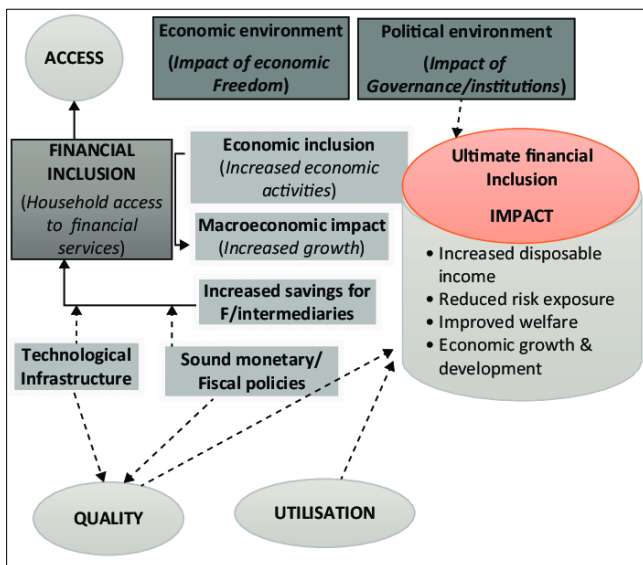 ACCESS
Economic environment
(Impact of economic
Freedom)
Political environment
(Impact of
Governance/institutions)
FINANCIAL
INCLUSION
(Household access
to financial
services)
Economic inclusion
(Increased economic
activities)
Macroeconomic impact
(Increased growth)
Increased savings for
F/intermediaries
Ultimate financial
Inclusion
IMPACT
• Increased disposable
income
• Reduced risk exposure
• Improved welfare
• Economic growth &
development
Technological
Infrastructure
Sound monetary/
Fiscal policies
QUALITY
UTILISATION